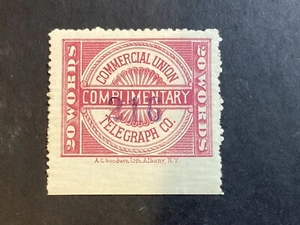 COMMERCIAL UNION
COMPLIMENTARY
TELEGRAPH CO.
20 WORDS
20 WORDS
A. C. Goodwin, Lith. Albany, N.Y.